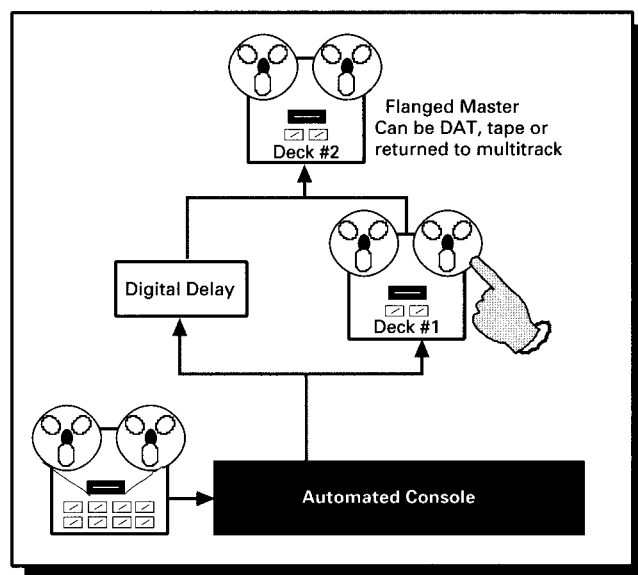 Flanged Master
Can be DAT, tape or
returned to multitrack
Deck #2
Digital Delay
Deck #1
Automated Console